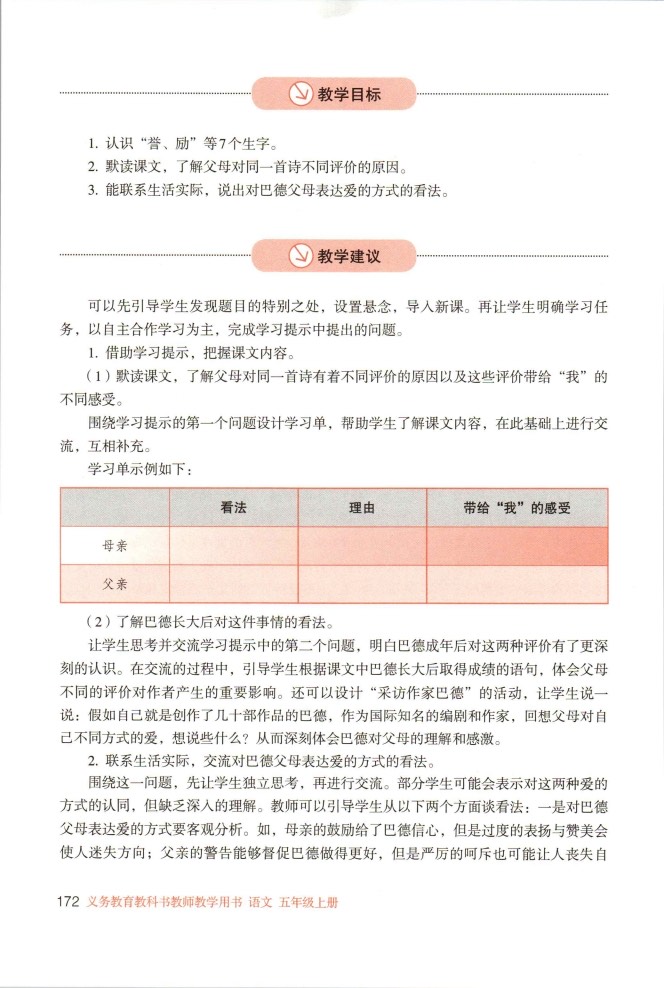 教学目标
1. 认识“誉、励”等7个生字。
2. 默读课文，了解父母对同一首诗不同评价的原因。
3. 能联系生活实际，说出对巴德父母表达爱的方式的看法。
教学建议
可以先引导学生发现题目的特别之处，设置悬念，导入新课。再让学生明确学习任
务，以自主合作学习为主，完成学习提示中提出的问题。
1. 借助学习提示，把握课文内容。
（1）默读课文，了解父母对同一首诗有着不同评价的原因以及这些评价带给“我”的
不同感受。
围绕学习提示的第一个问题设计学习单，帮助学生了解课文内容，在此基础上进行交
流，互相补充。
学习单示例如下：
看法 理由 带给“我”的感受
母亲
父亲
（2）了解巴德长大后对这件事情的看法。
让学生思考并交流学习提示中的第二个问题，明白巴德成年后对这两种评价有了更深
刻的认识。在交流的过程中，引导学生根据课文中巴德长大后取得成绩的语句，体会父母
不同的评价对作者产生的重要影响。还可以设计“采访作家巴德”的活动，让学生说一
说：假如自己就是创作了几十部作品的巴德，作为国际知名的编剧和作家，回想父母对自
己不同方式的爱，想说些什么？从而深刻体会巴德对父母的理解和感激。
2. 联系生活实际，交流对巴德父母表达爱的方式的看法。
围绕这一问题，先让学生独立思考，再进行交流。部分学生可能会表示对这两种爱的
方式的认同，但缺乏深入的理解。教师可以引导学生从以下两个方面谈看法：一是对巴德
父母表达爱的方式要客观分析。如，母亲的鼓励给了巴德信心，但是过度的表扬与赞美会
使人迷失方向；父亲的警告能够督促巴德做得更好，但是严厉的呵斥也可能让人丧失自
172 义务教育教科书教师教学用书 语文 五年级上册